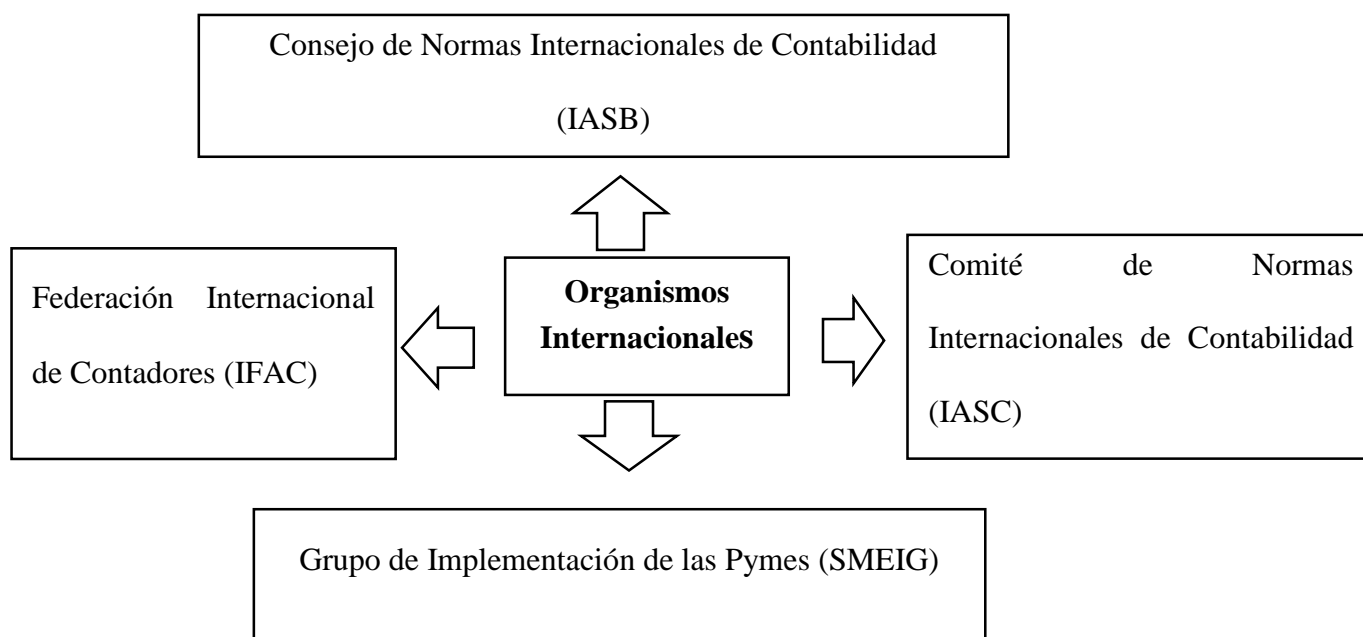 Consejo de Normas Internacionales de Contabilidad
(IASB)
Federación Internacional
de Contadores (IFAC)
Organismos
Internacionales
Comité de Normas
Internacionales de Contabilidad
(IASC)
Grupo de Implementación de las Pymes (SMEIG)